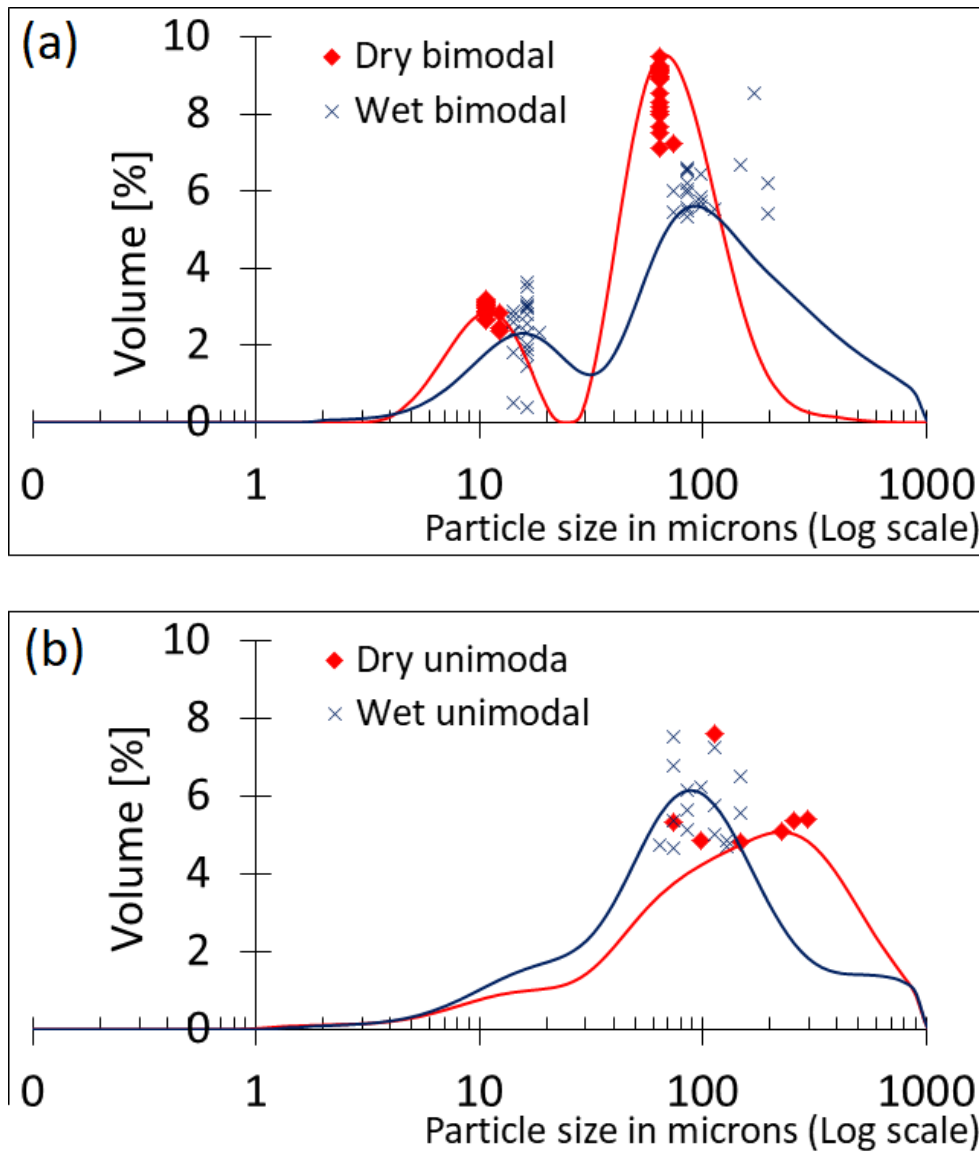 (a)
Dry bimodal
Wet bimodal
Volume [%]
10
8
6
4
2
0
0 1 10 100 1000
Particle size in microns (Log scale)
(b)
Dry unimoda
Wet unimodal
Volume [%]
10
8
6
4
2
0
0 1 10 100 1000
Particle size in microns (Log scale)